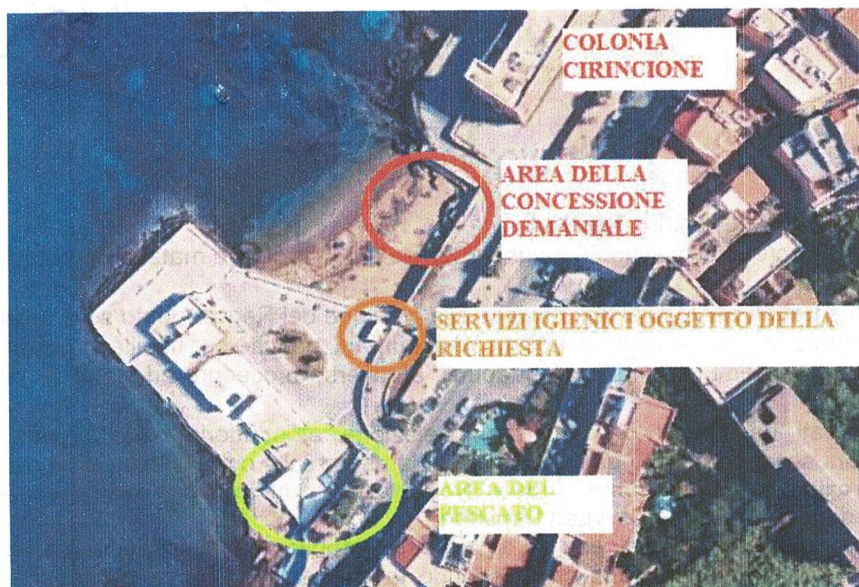 COLONIA
CIRINCIONE
AREA DELLA
CONCESSIONE
DEMANIALE
SERVIZI IGIENICI OGGETTO DELLA
RICHIESTA
AREA DEL
PESCATO